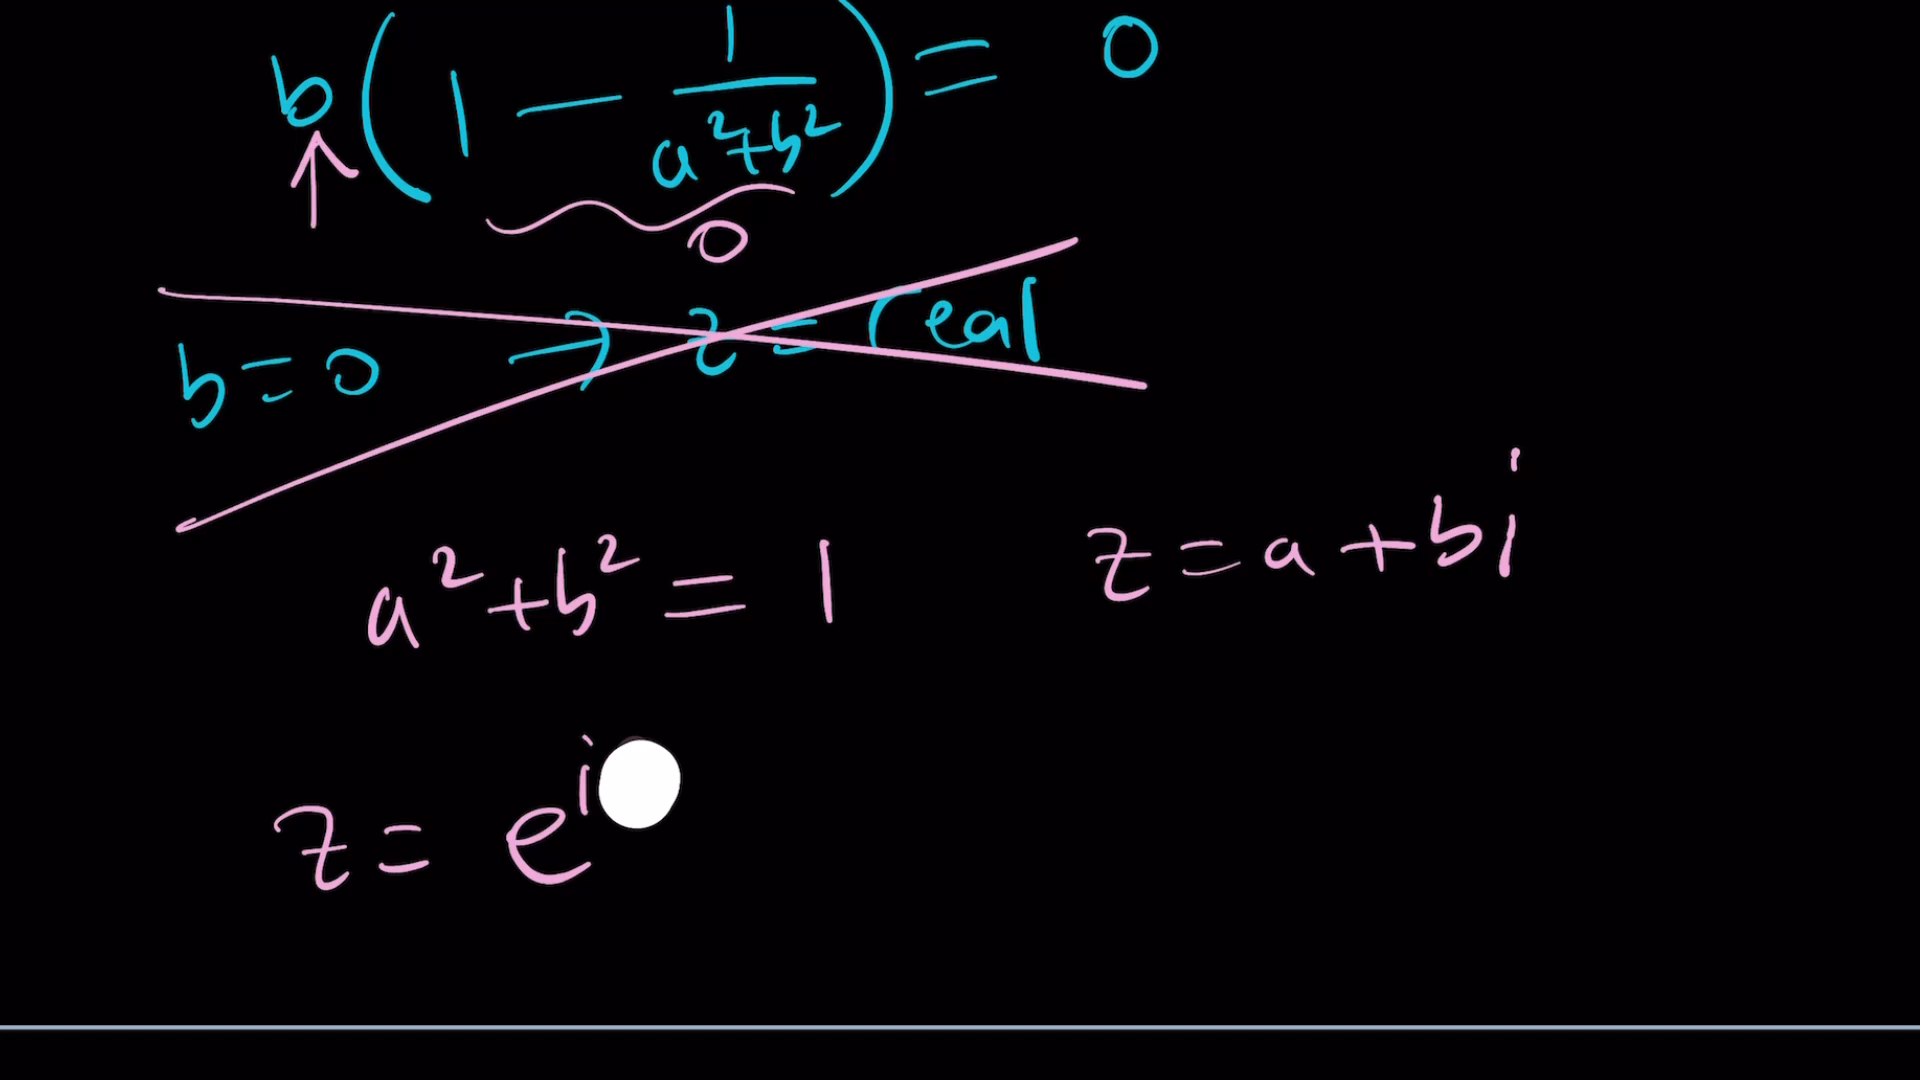 b(1 - 1/(a²+b²)) = 0
0
b=0 → z = real
a²+b² = 1
z = a + bi
z = e^i